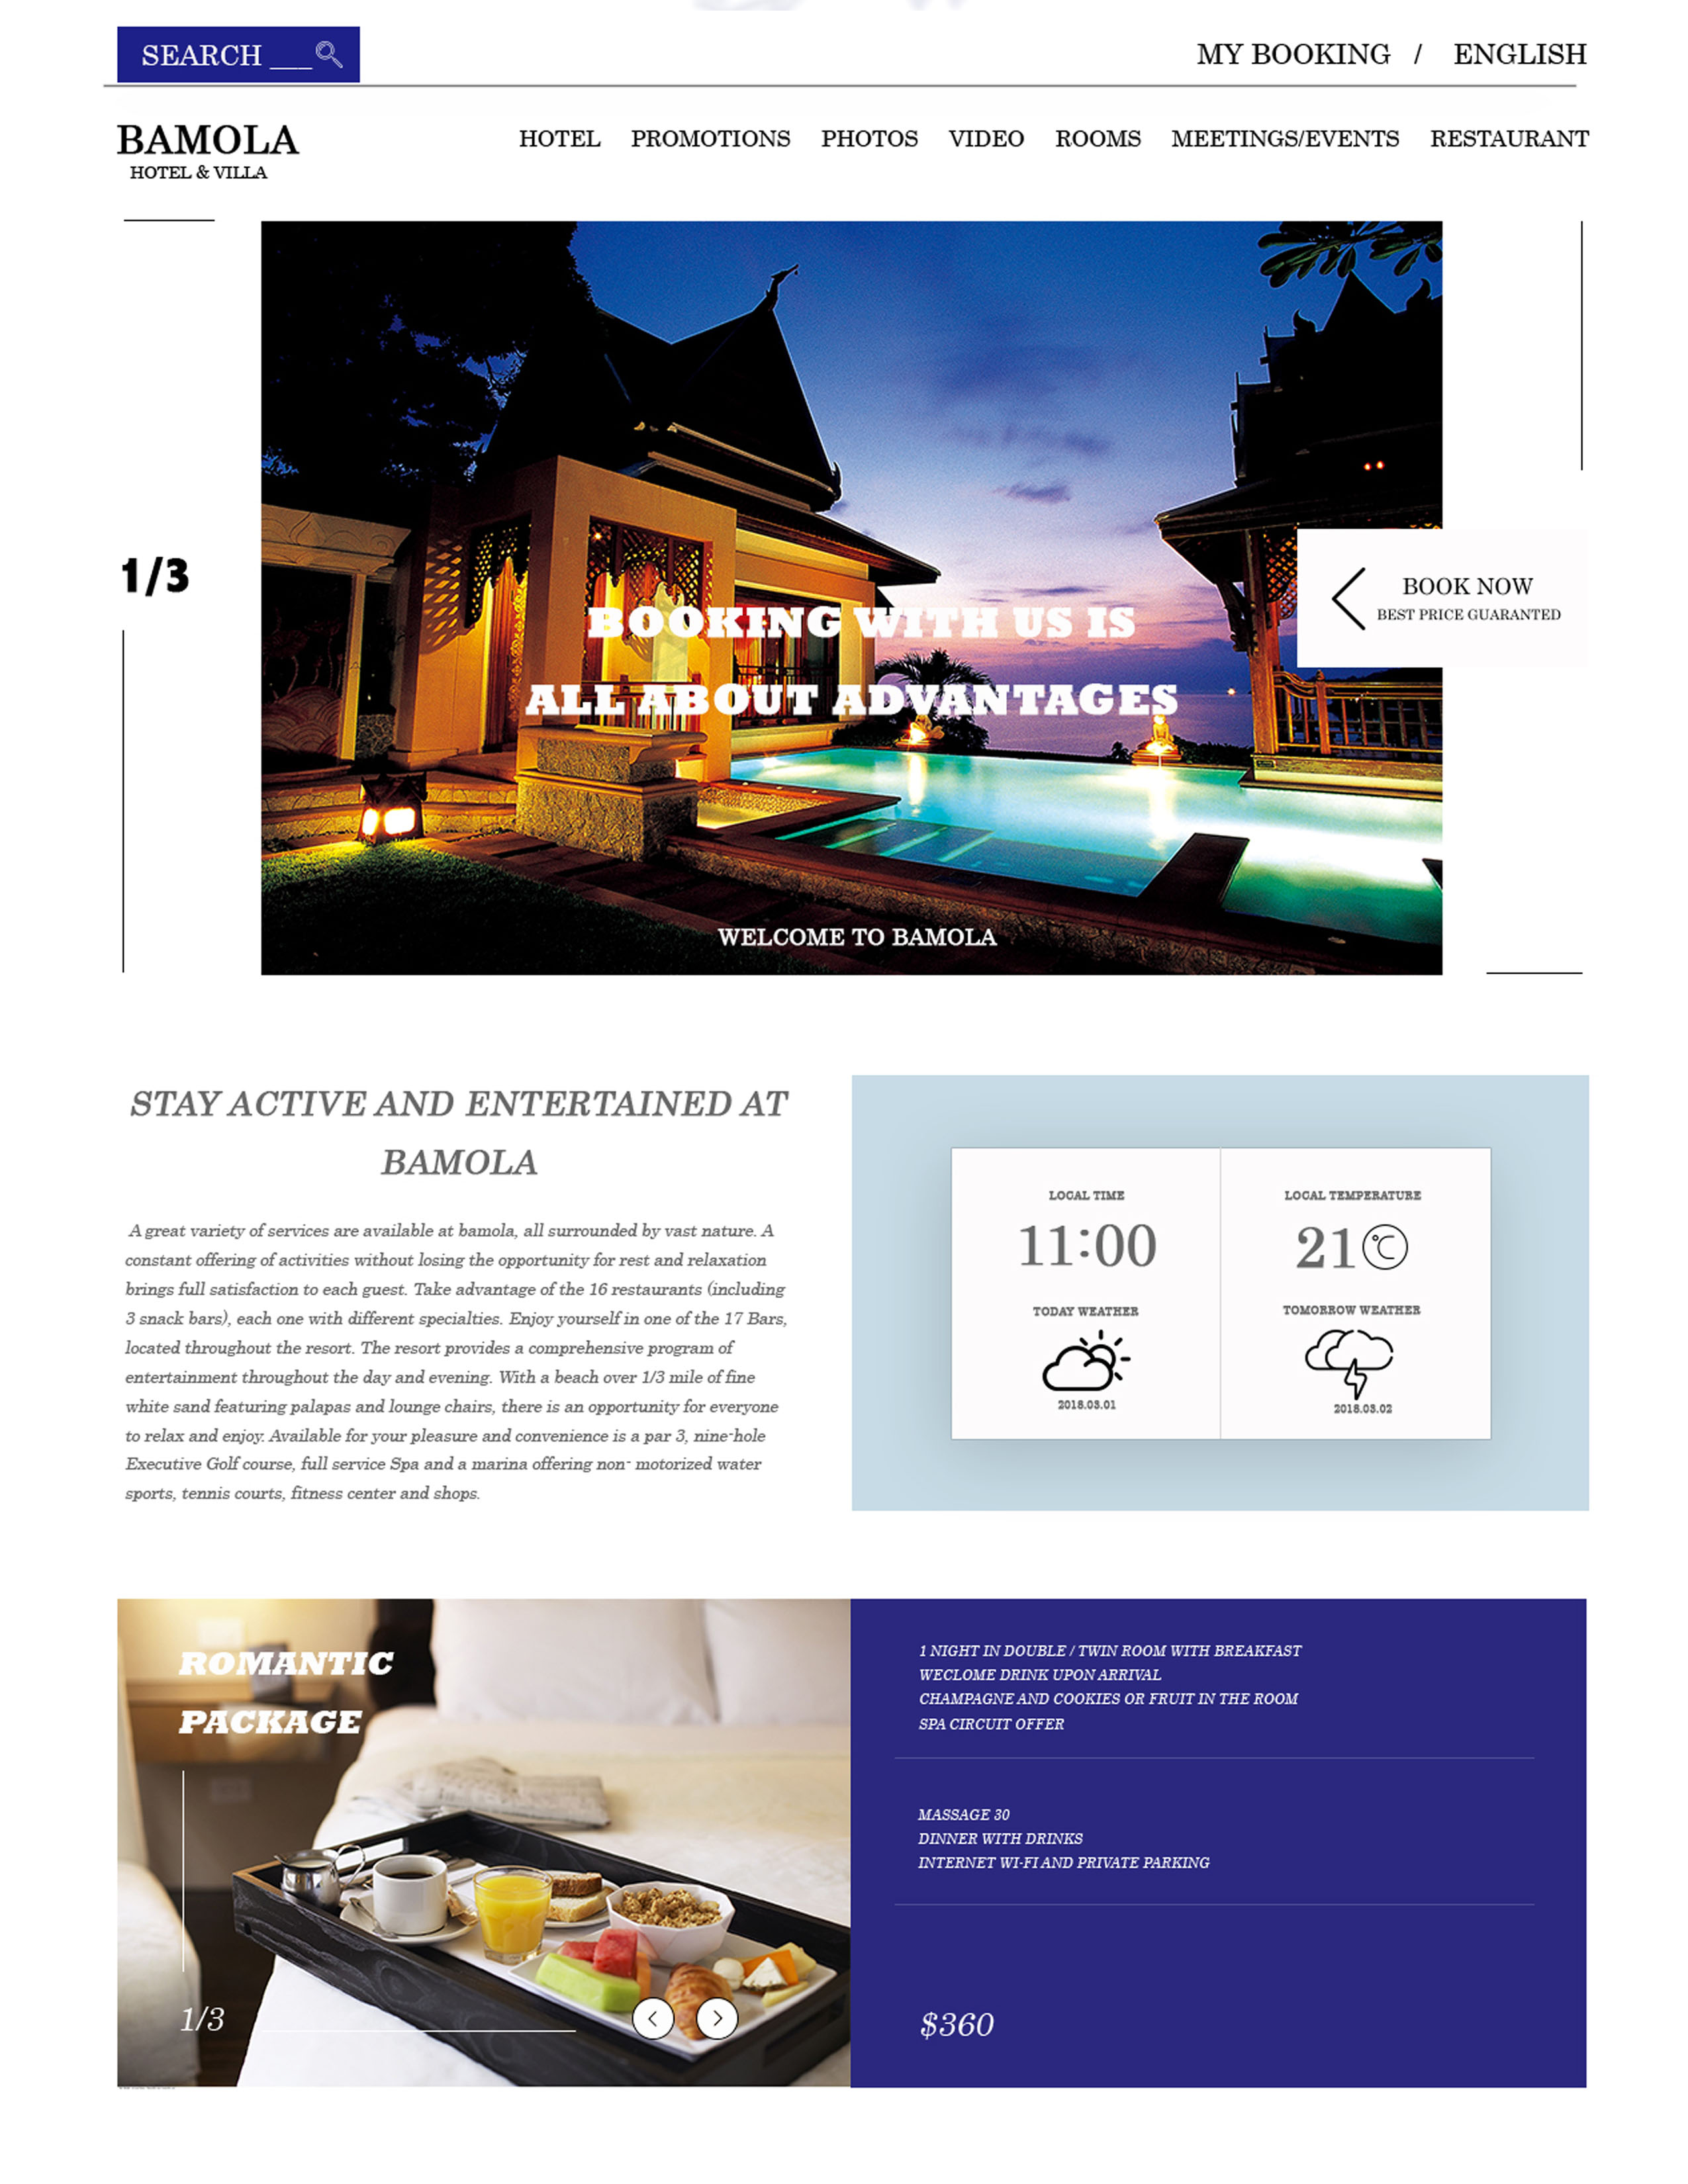 SEARCH ___
MY BOOKING / ENGLISH
BAMOLA
HOTEL & VILLA
HOTEL PROMOTIONS PHOTOS VIDEO ROOMS MEETINGS/EVENTS RESTAURANT
1/3
BOOK NOW
BEST PRICE GUARANTED
BOOKING WITH US IS
ALL ABOUT ADVANTAGES
WELCOME TO BAMOLA
STAY ACTIVE AND ENTERTAINED AT
BAMOLA
A great variety of services are available at bamola, all surrounded by vast nature. A
constant offering of activities without losing the opportunity for rest and relaxation
brings full satisfaction to each guest. Take advantage of the 16 restaurants (including
3 snack bars), each one with different specialties. Enjoy yourself in one of the 17 Bars,
located throughout the resort. The resort provides a comprehensive program of
entertainment throughout the day and evening. With a beach over 1/3 mile of fine
white sand featuring palapas and lounge chairs, there is an opportunity for everyone
to relax and enjoy. Available for your pleasure and convenience is a par 3, nine-hole
Executive Golf course, full service Spa and a marina offering non- motorized water
sports, tennis courts, fitness center and shops.
LOCAL TIME
11:00
TODAY WEATHER
2018.03.01
LOCAL TEMPERATURE
21℃
TOMORROW WEATHER
2018.03.02
ROMANTIC
PACKAGE
1/3
1 NIGHT IN DOUBLE / TWIN ROOM WITH BREAKFAST
WECLOME DRINK UPON ARRIVAL
CHAMPAGNE AND COOKIES OR FRUIT IN THE ROOM
SPA CIRCUIT OFFER
MASSAGE 30
DINNER WITH DRINKS
INTERNET WI-FI AND PRIVATE PARKING
$360